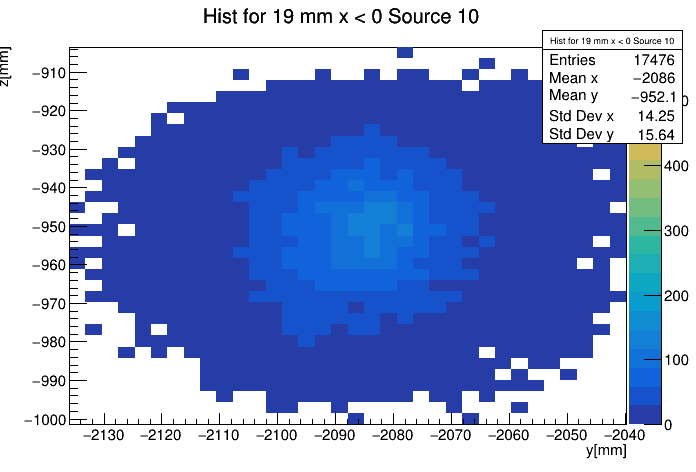 Hist for 19 mm x < 0 Source 10
z[mm]
Hist for 19 mm x < 0 Source 10
Entries 17476
Mean x −2086
Mean y −952.1
Std Dev x 14.25
Std Dev y 15.64
−910
−920
−930
−940
−950
−960
−970
−980
−990
−1000
−2130 −2120 −2110 −2100 −2090 −2080 −2070 −2060 −2050 −2040
y[mm]
0
400
300
200
100
0